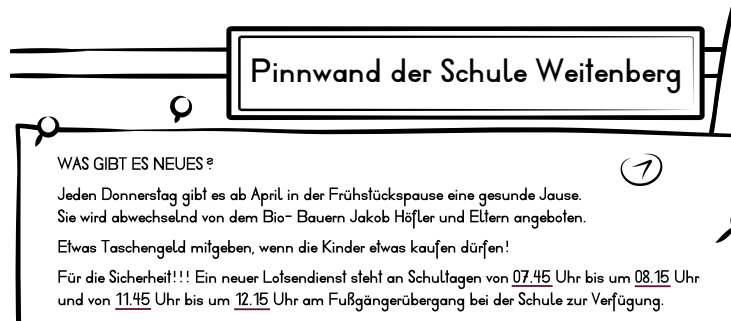 Pinnwand der Schule Weitenberg
WAS GIBT ES NEUES?
1
Jeden Donnerstag gibt es ab April in der Frühstückspause eine gesunde Jause.
Sie wird abwechselnd von dem Bio- Bauern Jakob Höfler und Eltern angeboten.
Etwas Taschengeld mitgeben, wenn die Kinder etwas kaufen dürfen!
Für die Sicherheit!!! Ein neuer Lotsendienst steht an Schultagen von 07.45 Uhr bis um 08.15 Uhr
und von 11.45 Uhr bis um 12.15 Uhr am Fußgängerübergang bei der Schule zur Verfügung.